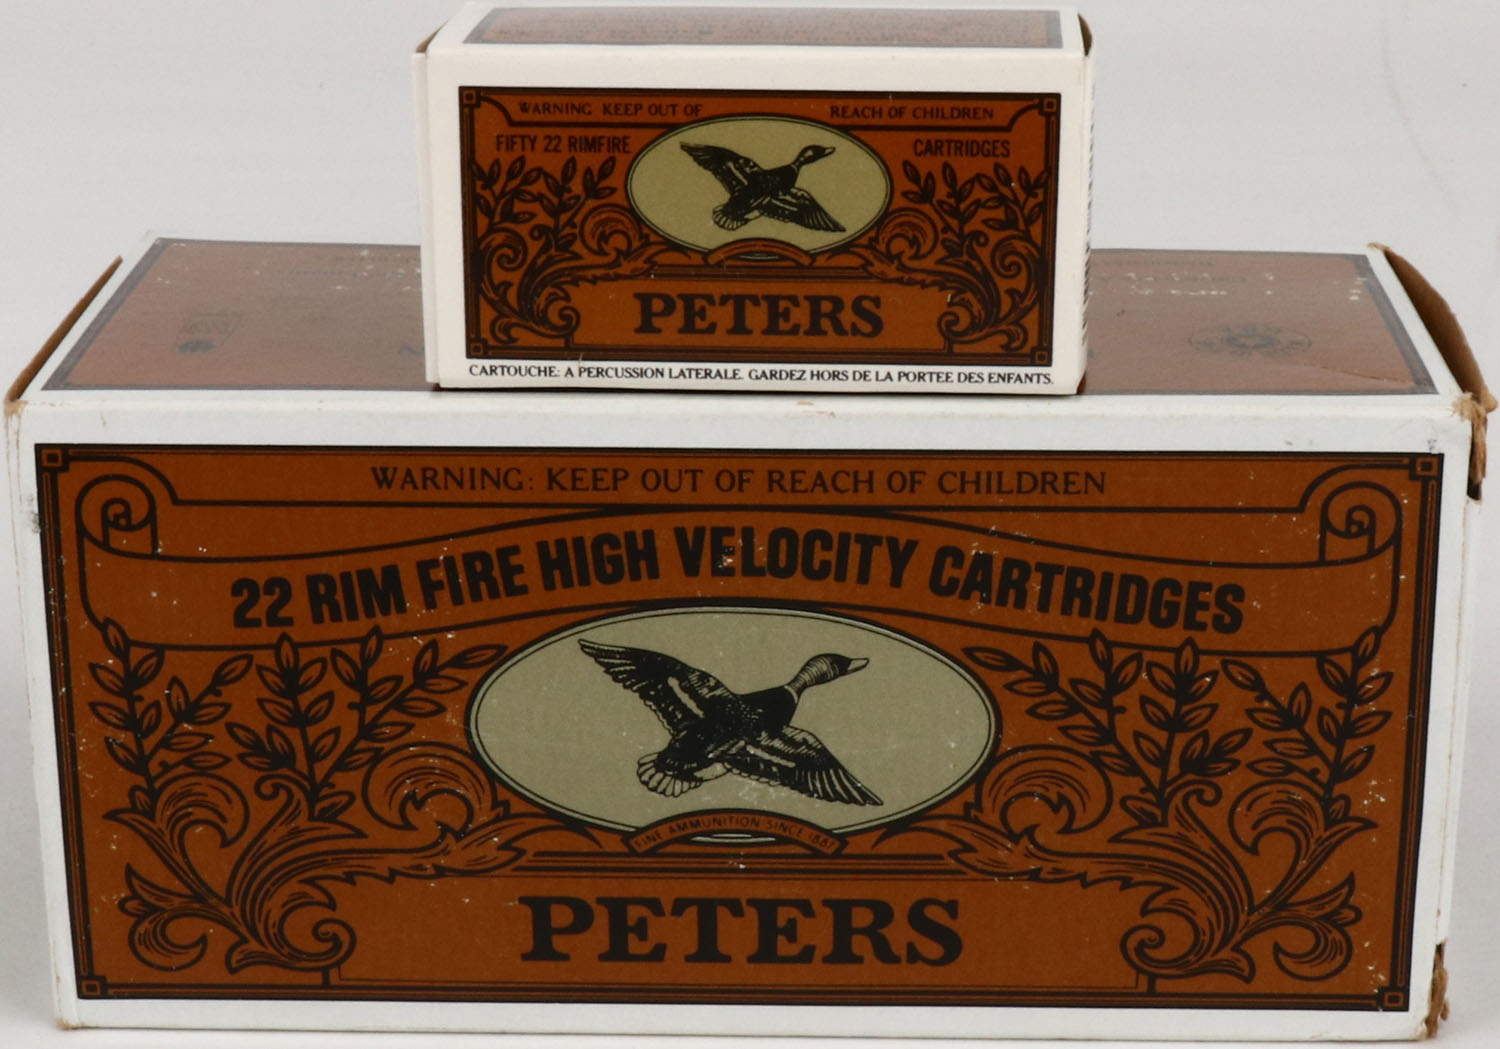 WARNING KEEP OUT OF REACH OF CHILDREN
FIFTY 22 RIMFIRE CARTRIDGES
PETERS
CARTOUCHE: A PERCUSSION LATERALE. GARDEZ HORS DE LA PORTEE DES ENFANTS.
WARNING: KEEP OUT OF REACH OF CHILDREN
22 RIM FIRE HIGH VELOCITY CARTRIDGES
FINE AMMUNITION SINCE 1887
PETERS